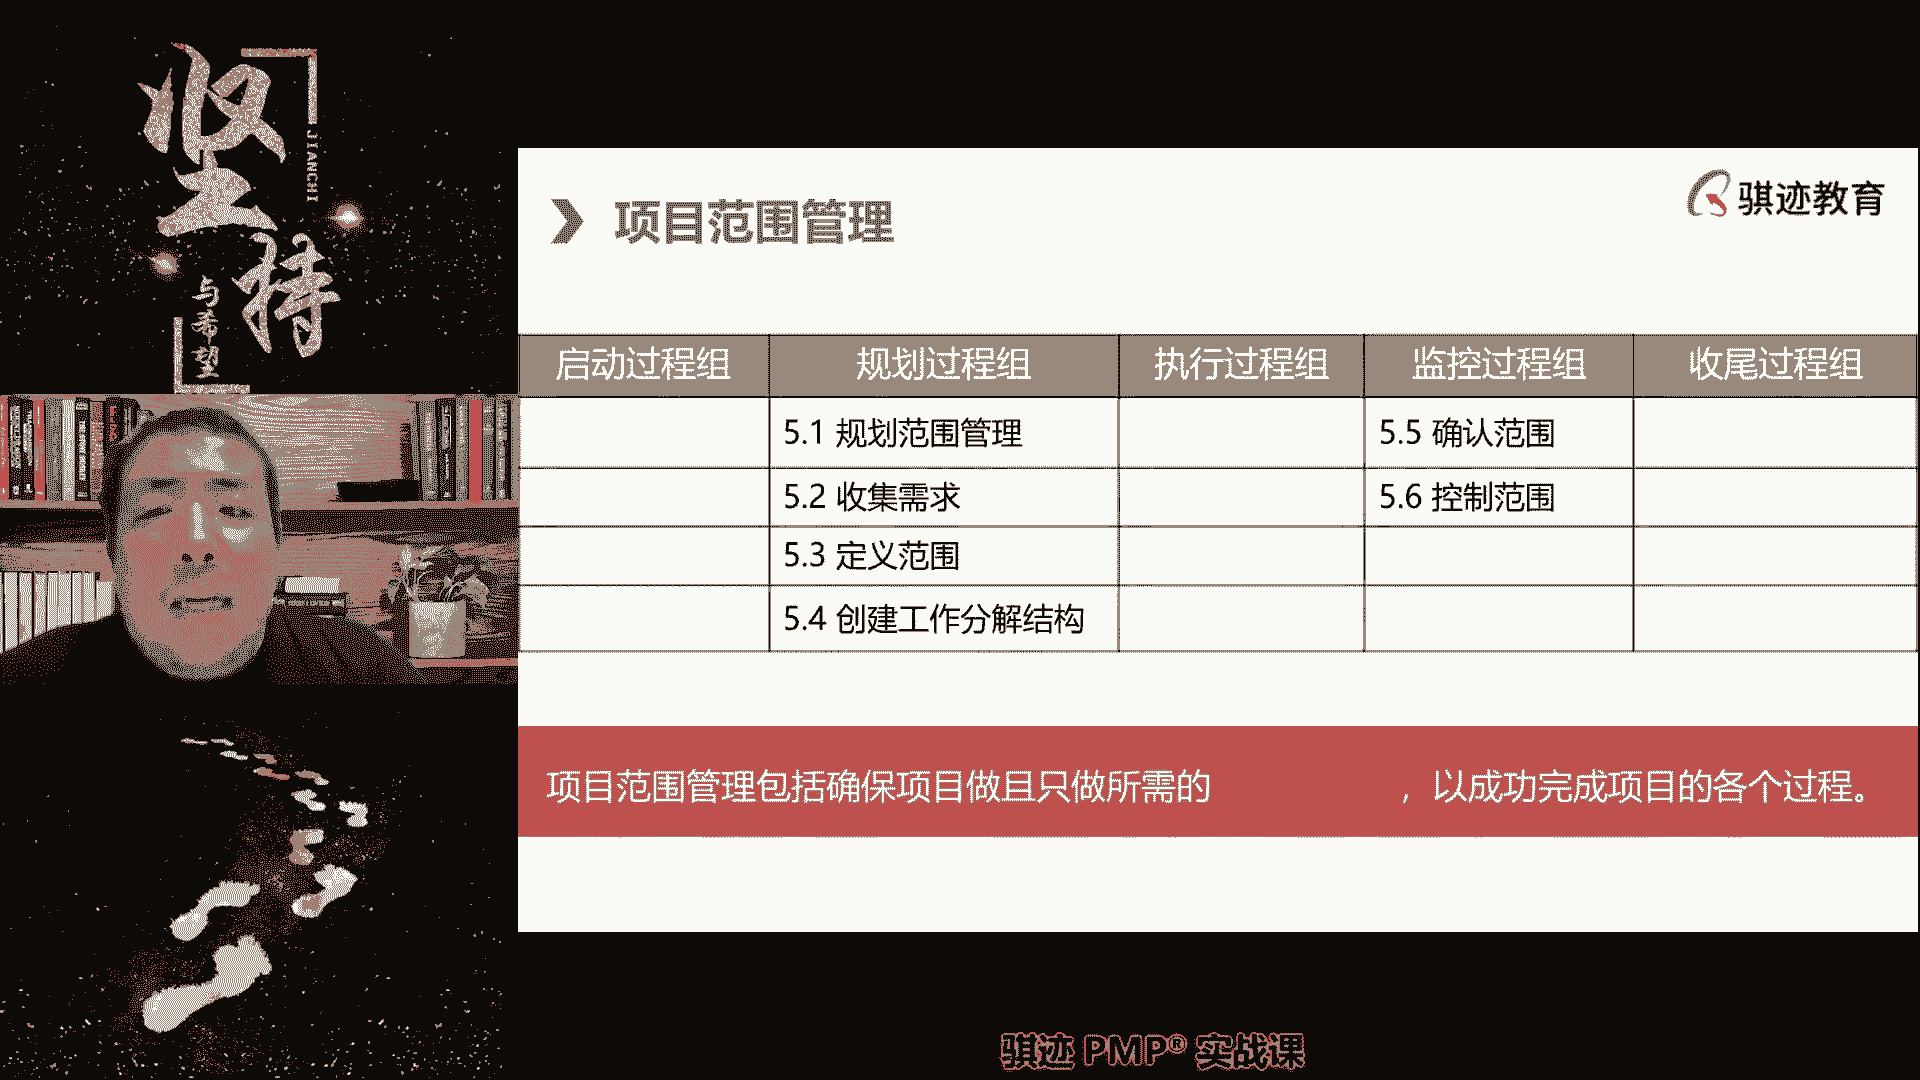 坚持
JIANCHI
与希望
项目范围管理
骐迹教育
启动过程组 规划过程组 执行过程组 监控过程组 收尾过程组
5.1 规划范围管理 5.5 确认范围
5.2 收集需求 5.6 控制范围
5.3 定义范围
5.4 创建工作分解结构
项目范围管理包括确保项目做且只做所需的 ，以成功完成项目的各个过程。
骐迹 PMP® 实战课